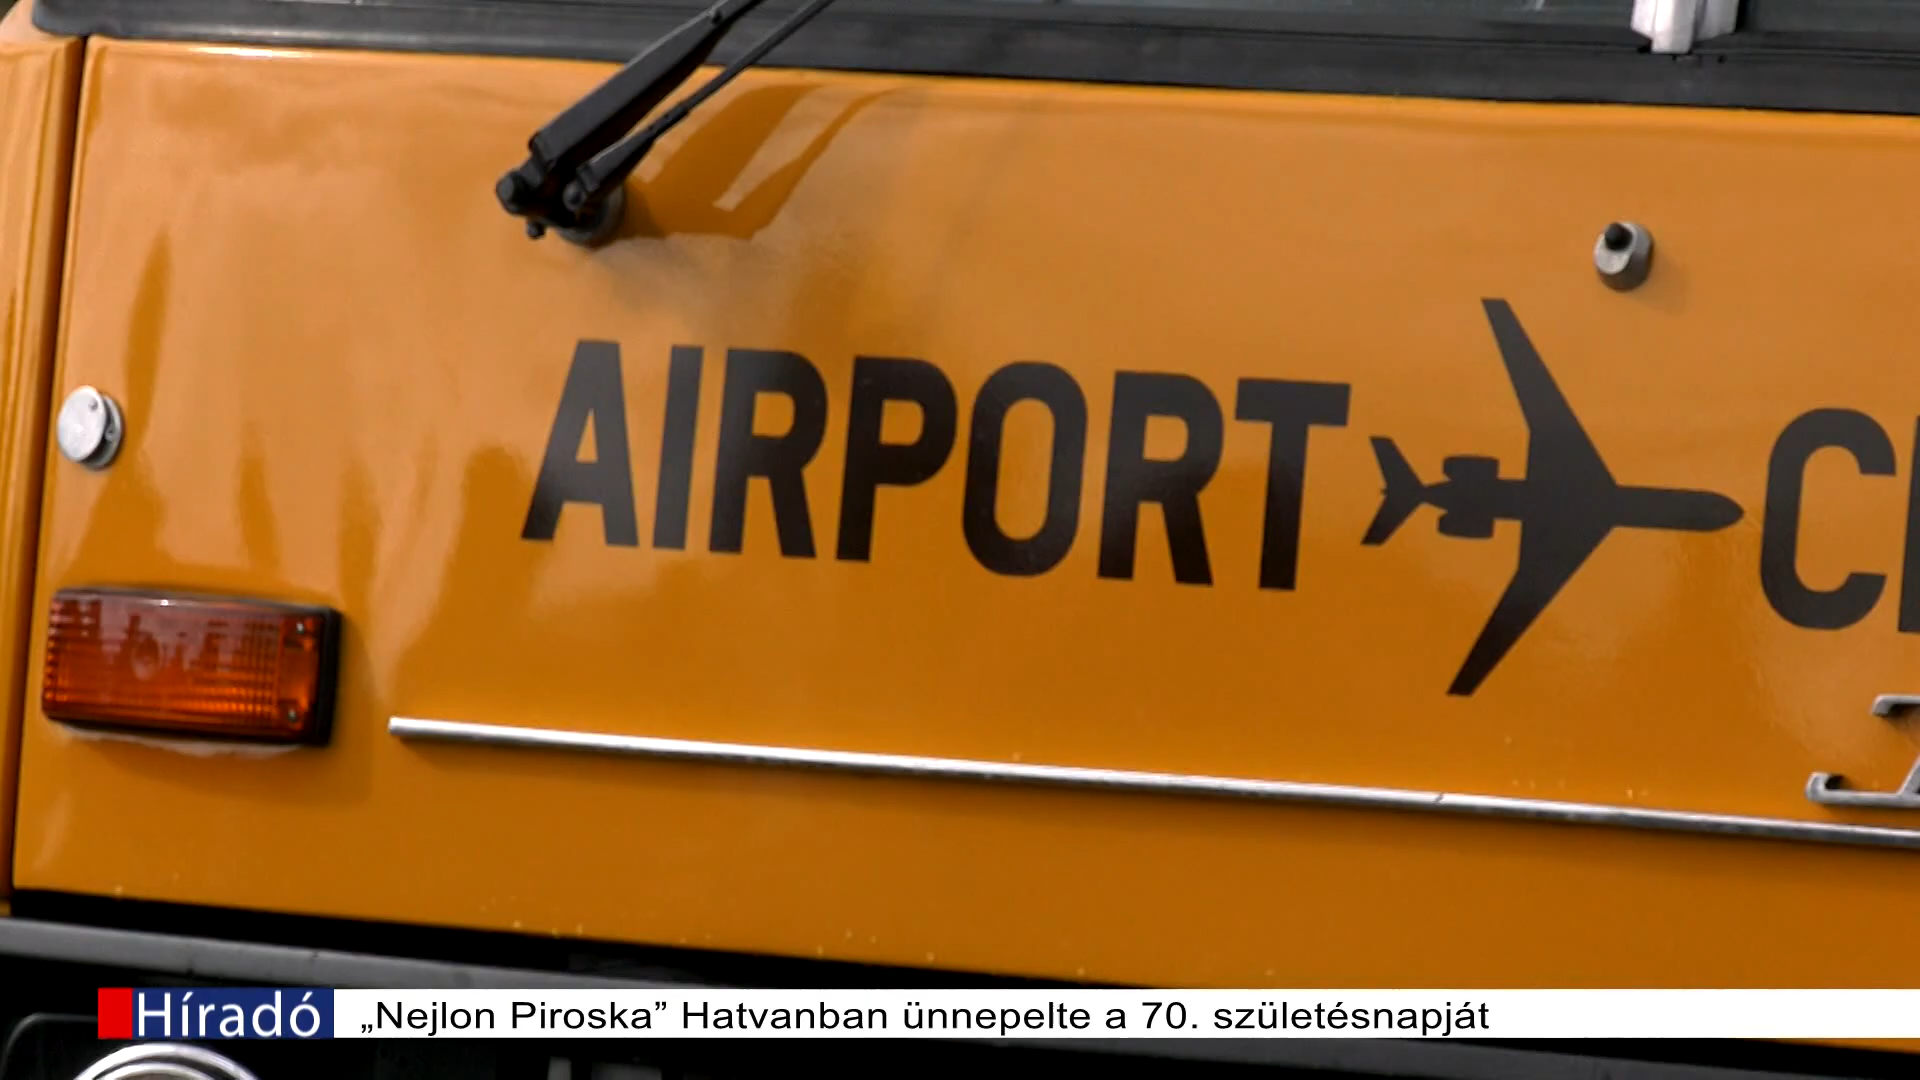 AIRPORT
Híradó
„Nejlon Piroska” Hatvanban ünnepelte a 70. születésnapját